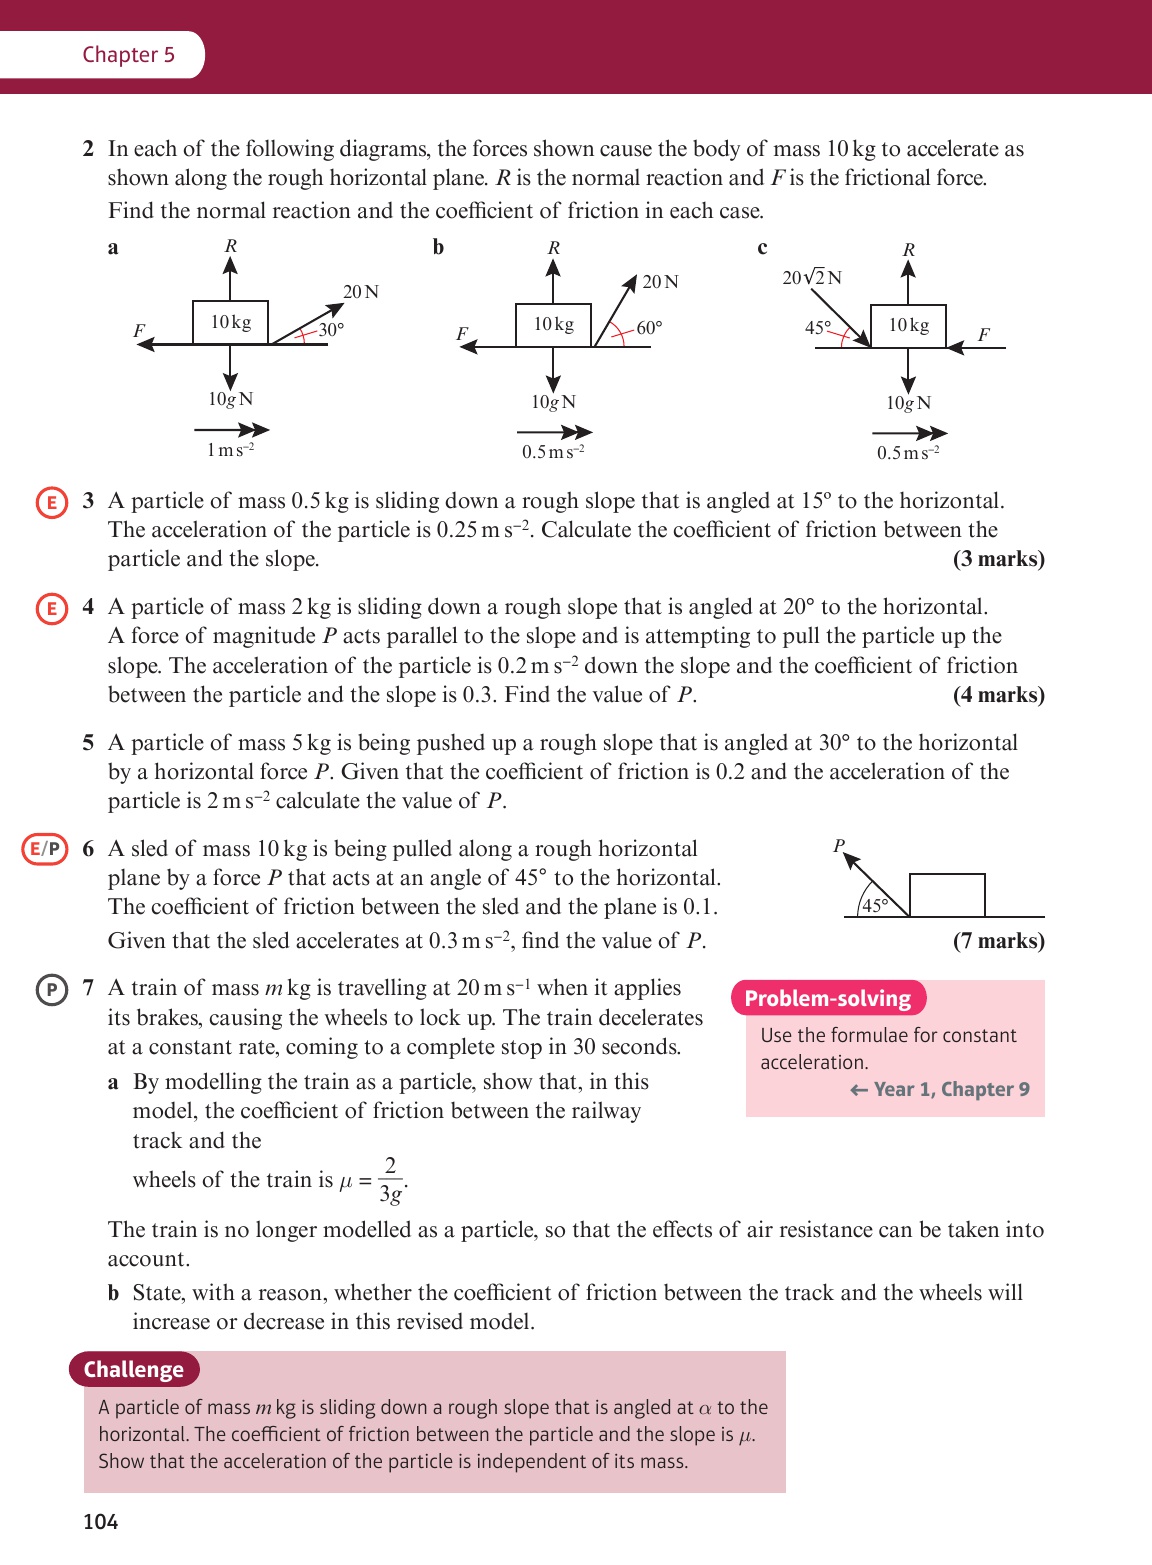 Chapter 5
2 In each of the following diagrams, the forces shown cause the body of mass 10 kg to accelerate as
shown along the rough horizontal plane. R is the normal reaction and F is the frictional force.
Find the normal reaction and the coefficient of friction in each case.
a
R
20 N
10 kg
30°
F
10g N
1 m s⁻²
b
R
20 N
10 kg
60°
F
10g N
0.5 m s⁻²
c
R
20√2 N
45°
10 kg
F
10g N
0.5 m s⁻²
E 3 A particle of mass 0.5 kg is sliding down a rough slope that is angled at 15° to the horizontal.
The acceleration of the particle is 0.25 m s⁻². Calculate the coefficient of friction between the
particle and the slope. (3 marks)
E 4 A particle of mass 2 kg is sliding down a rough slope that is angled at 20° to the horizontal.
A force of magnitude P acts parallel to the slope and is attempting to pull the particle up the
slope. The acceleration of the particle is 0.2 m s⁻² down the slope and the coefficient of friction
between the particle and the slope is 0.3. Find the value of P. (4 marks)
5 A particle of mass 5 kg is being pushed up a rough slope that is angled at 30° to the horizontal
by a horizontal force P. Given that the coefficient of friction is 0.2 and the acceleration of the
particle is 2 m s⁻² calculate the value of P.
E/P 6 A sled of mass 10 kg is being pulled along a rough horizontal
plane by a force P that acts at an angle of 45° to the horizontal.
The coefficient of friction between the sled and the plane is 0.1.
Given that the sled accelerates at 0.3 m s⁻², find the value of P. (7 marks)
P
45°
P 7 A train of mass m kg is travelling at 20 m s⁻¹ when it applies
its brakes, causing the wheels to lock up. The train decelerates
at a constant rate, coming to a complete stop in 30 seconds.
a By modelling the train as a particle, show that, in this
model, the coefficient of friction between the railway
track and the
wheels of the train is μ = 2/3g.
Problem-solving
Use the formulae for constant
acceleration.
← Year 1, Chapter 9
The train is no longer modelled as a particle, so that the effects of air resistance can be taken into
account.
b State, with a reason, whether the coefficient of friction between the track and the wheels will
increase or decrease in this revised model.
Challenge
A particle of mass m kg is sliding down a rough slope that is angled at α to the
horizontal. The coefficient of friction between the particle and the slope is μ.
Show that the acceleration of the particle is independent of its mass.
104